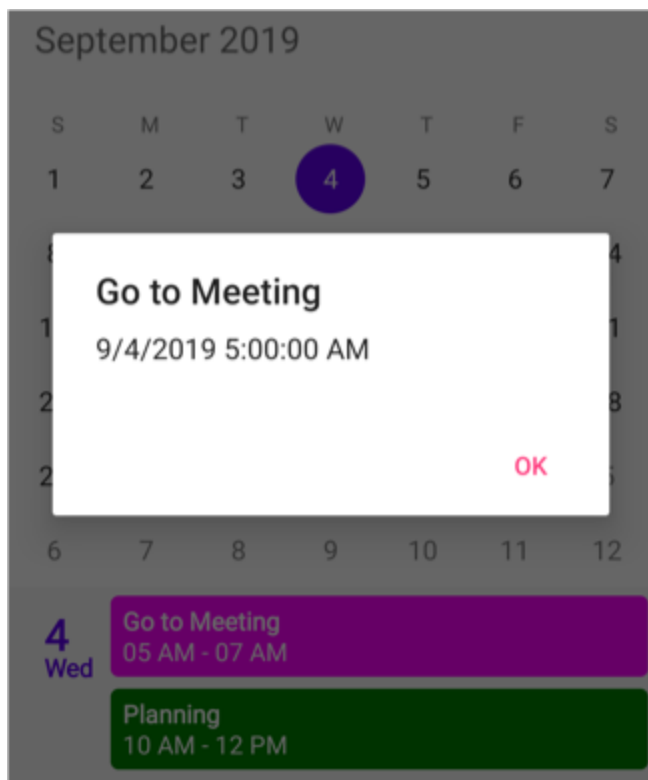 September 2019
S M T W T F S
1 2 3 4 5 6 7
Go to Meeting
9/4/2019 5:00:00 AM
OK
6 7 8 9 10 11 12
4
Wed
Go to Meeting
05 AM - 07 AM
Planning
10 AM - 12 PM